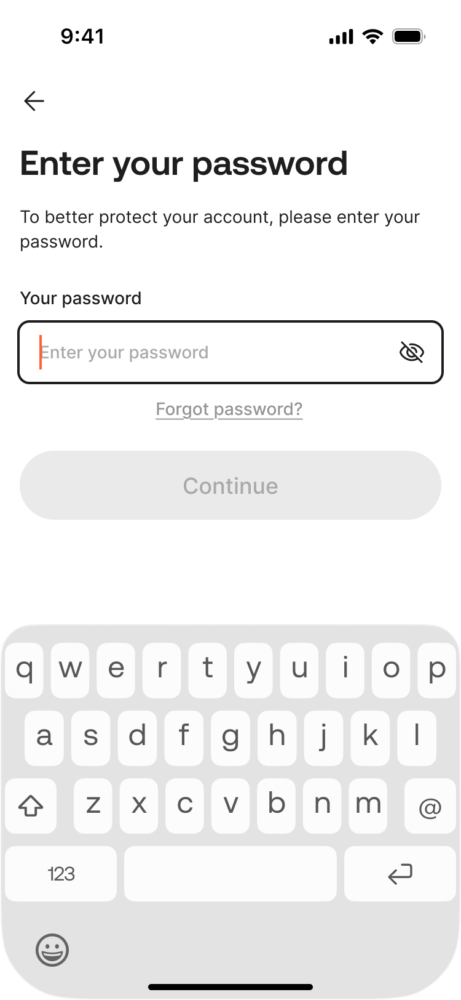 9:41
Enter your password
To better protect your account, please enter your
password.
Your password
Enter your password
Forgot password?
Continue
q w e r t y u i o p
a s d f g h j k l
z x c v b n m @
123